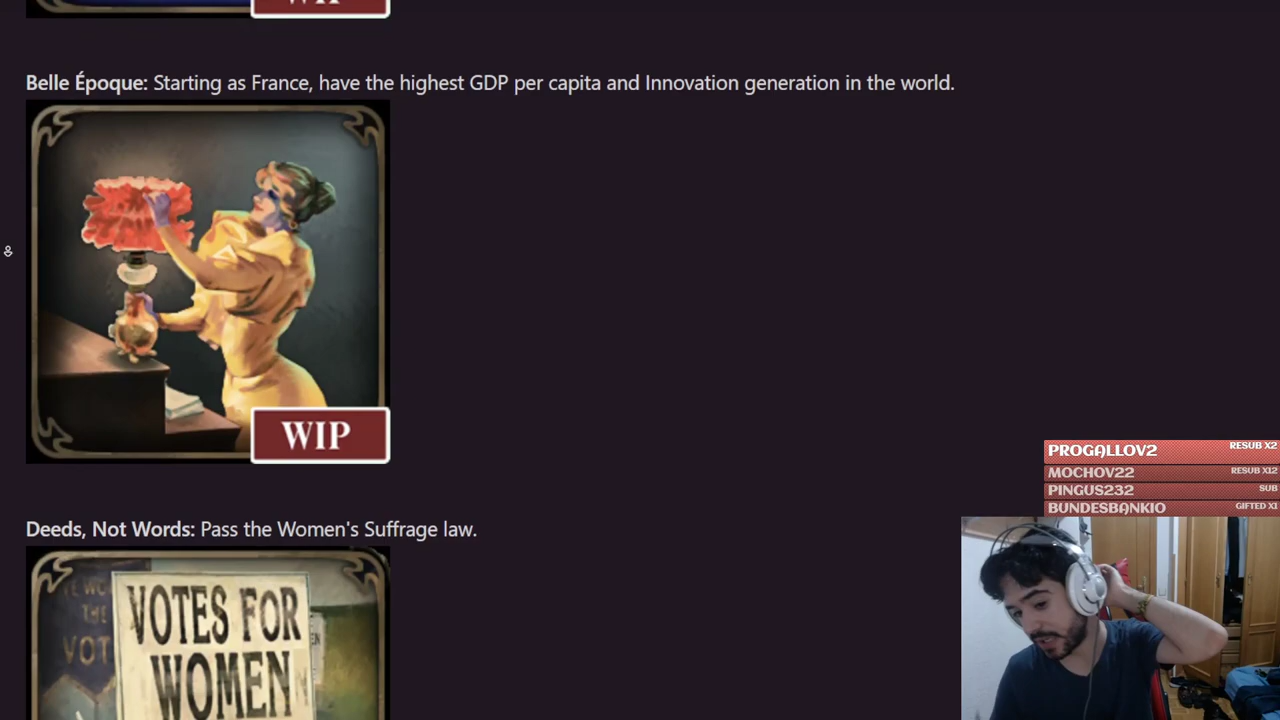 WIP
Belle Époque: Starting as France, have the highest GDP per capita and Innovation generation in the world.
WIP
PROGALLOV2 RESUB X2
MOCHOV22 RESUB X12
PINGUS232 SUB
BUNDESBANKIO GIFTED X1
Deeds, Not Words: Pass the Women's Suffrage law.
THE
VOT
VOTES FOR
WOMEN